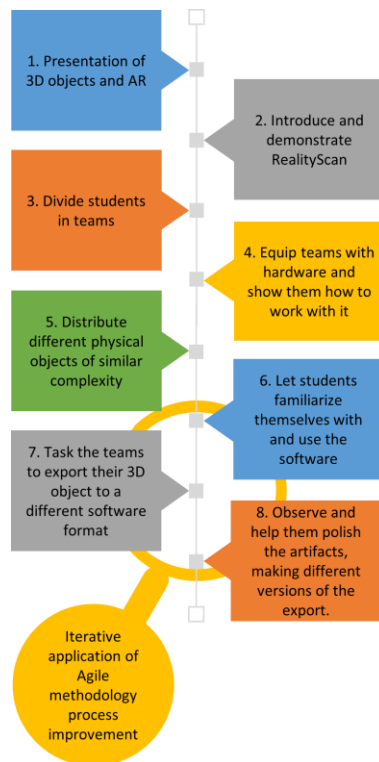 1. Presentation of
3D objects and AR
2. Introduce and
demonstrate
RealityScan
3. Divide students
in teams
4. Equip teams with
hardware and
show them how to
work with it
5. Distribute
different physical
objects of similar
complexity
6. Let students
familiarize
themselves with
and use the
software
7. Task the teams
to export their 3D
object to a
different software
format
8. Observe and
help them polish
the artifacts,
making different
versions of the
export.
Iterative
application of
Agile
methodology
process
improvement